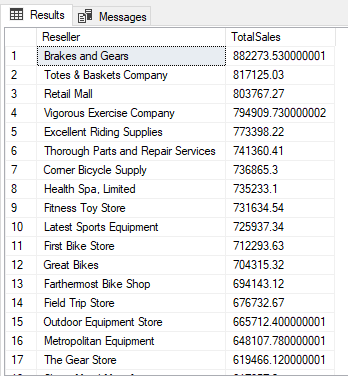 Results Messages
Reseller TotalSales
1 Brakes and Gears 882273.530000001
2 Totes & Baskets Company 817125.03
3 Retail Mall 803767.27
4 Vigorous Exercise Company 794909.730000002
5 Excellent Riding Supplies 773398.22
6 Thorough Parts and Repair Services 741360.41
7 Corner Bicycle Supply 736865.3
8 Health Spa, Limited 735233.1
9 Fitness Toy Store 731634.54
10 Latest Sports Equipment 725937.34
11 First Bike Store 712293.63
12 Great Bikes 704315.32
13 Farthermost Bike Shop 694143.12
14 Field Trip Store 676732.67
15 Outdoor Equipment Store 665712.400000001
16 Metropolitan Equipment 648107.780000001
17 The Gear Store 619466.120000001